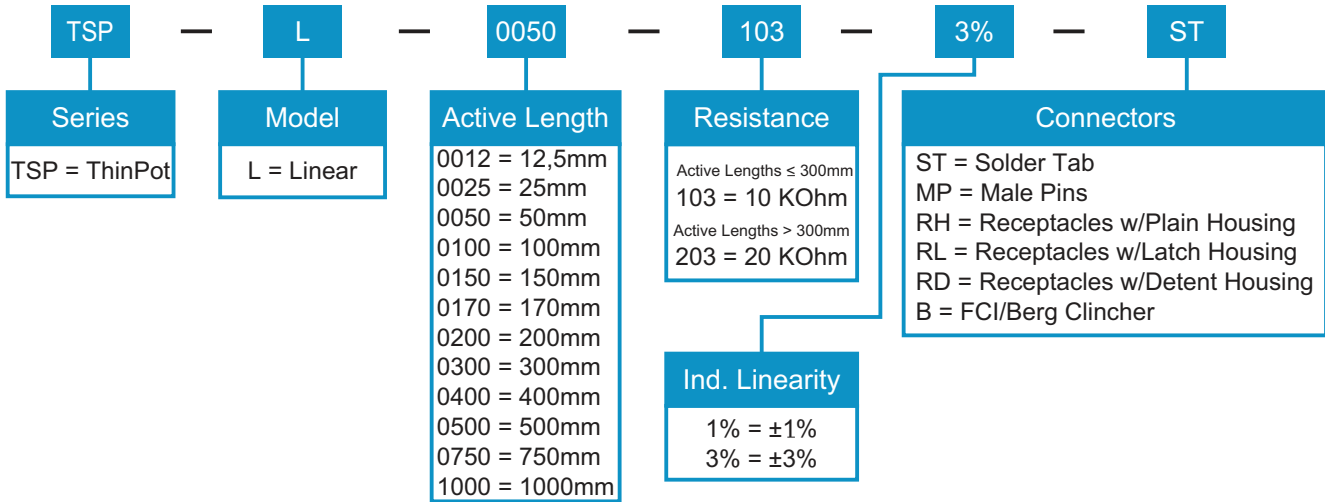 TSP — L — 0050 — 103 — 3% — ST
Series
TSP = ThinPot
Model
L = Linear
Active Length
0012 = 12,5mm
0025 = 25mm
0050 = 50mm
0100 = 100mm
0150 = 150mm
0170 = 170mm
0200 = 200mm
0300 = 300mm
0400 = 400mm
0500 = 500mm
0750 = 750mm
1000 = 1000mm
Resistance
Active Lengths ≤ 300mm
103 = 10 KOhm
Active Lengths > 300mm
203 = 20 KOhm
Ind. Linearity
1% = ±1%
3% = ±3%
Connectors
ST = Solder Tab
MP = Male Pins
RH = Receptacles w/Plain Housing
RL = Receptacles w/Latch Housing
RD = Receptacles w/Detent Housing
B = FCI/Berg Clincher